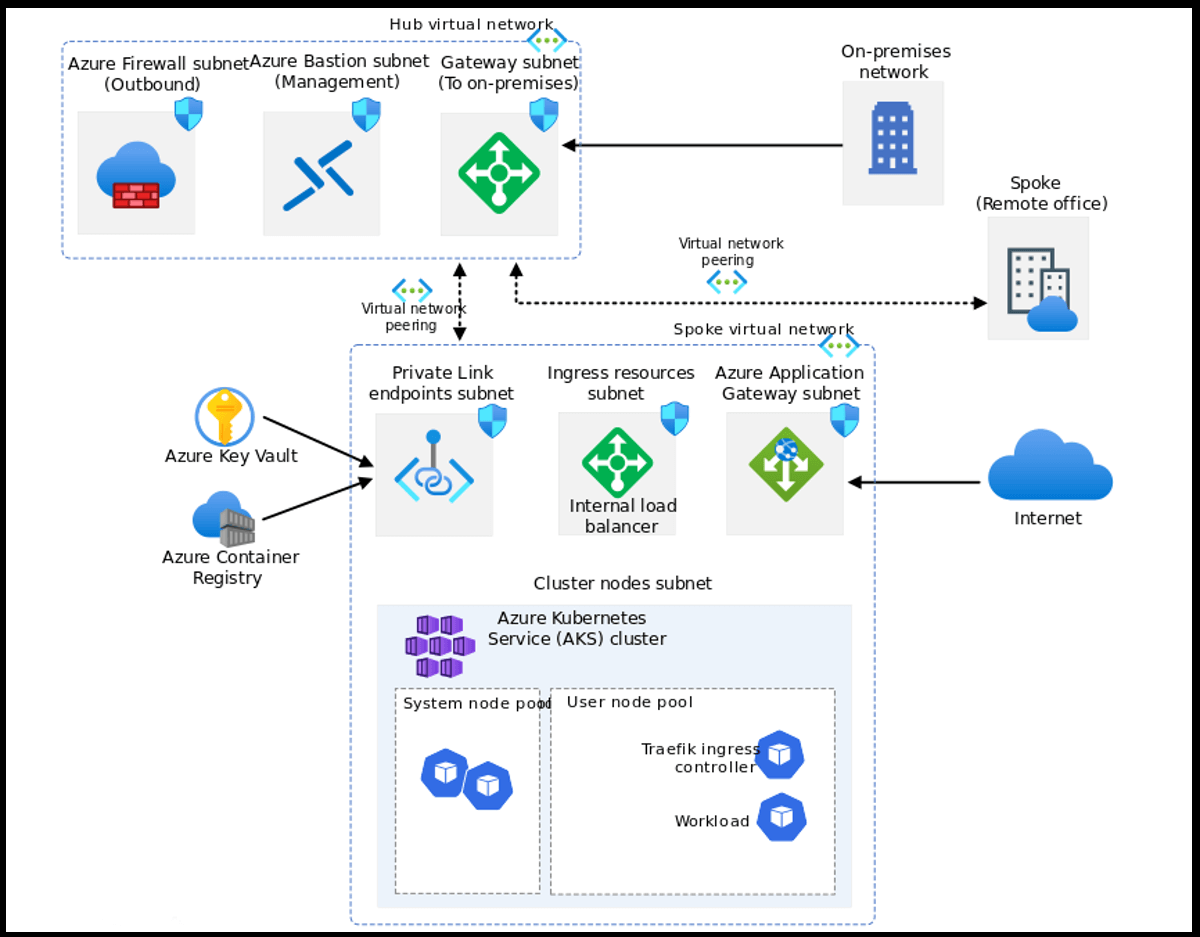 Hub virtual network
Azure Firewall subnet
(Outbound)
Azure Bastion subnet
(Management)
Gateway subnet
(To on-premises)
On-premises
network
Spoke
(Remote office)
Virtual network
peering
Virtual network
peering
Spoke virtual network
Private Link
endpoints subnet
Ingress resources
subnet
Azure Application
Gateway subnet
Azure Key Vault
Internal load
balancer
Internet
Azure Container
Registry
Cluster nodes subnet
Azure Kubernetes
Service (AKS) cluster
System node pool
User node pool
Traefik ingress
controller
Workload